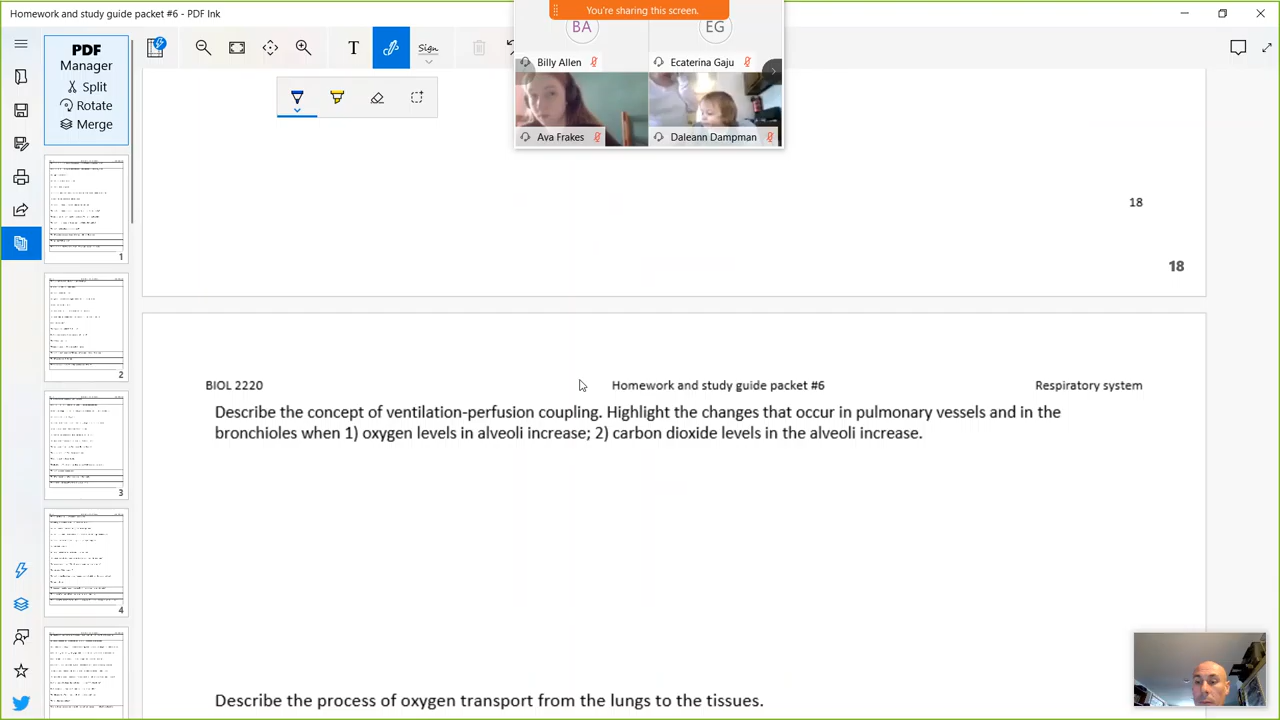 Homework and study guide packet #6 - PDF Ink
You're sharing this screen.
PDF
Manager
Split
Rotate
Merge
T
Sign
BA
EG
Billy Allen
Ecaterina Gaju
Ava Frakes
Daleann Dampman
1
2
3
4
18
18
BIOL 2220
Homework and study guide packet #6
Respiratory system
Describe the concept of ventilation-perfusion coupling. Highlight the changes that occur in pulmonary vessels and in the
bronchioles when 1) oxygen levels in alveoli increase; 2) carbon dioxide levels in the alveoli increase.
Describe the process of oxygen transport from the lungs to the tissues.